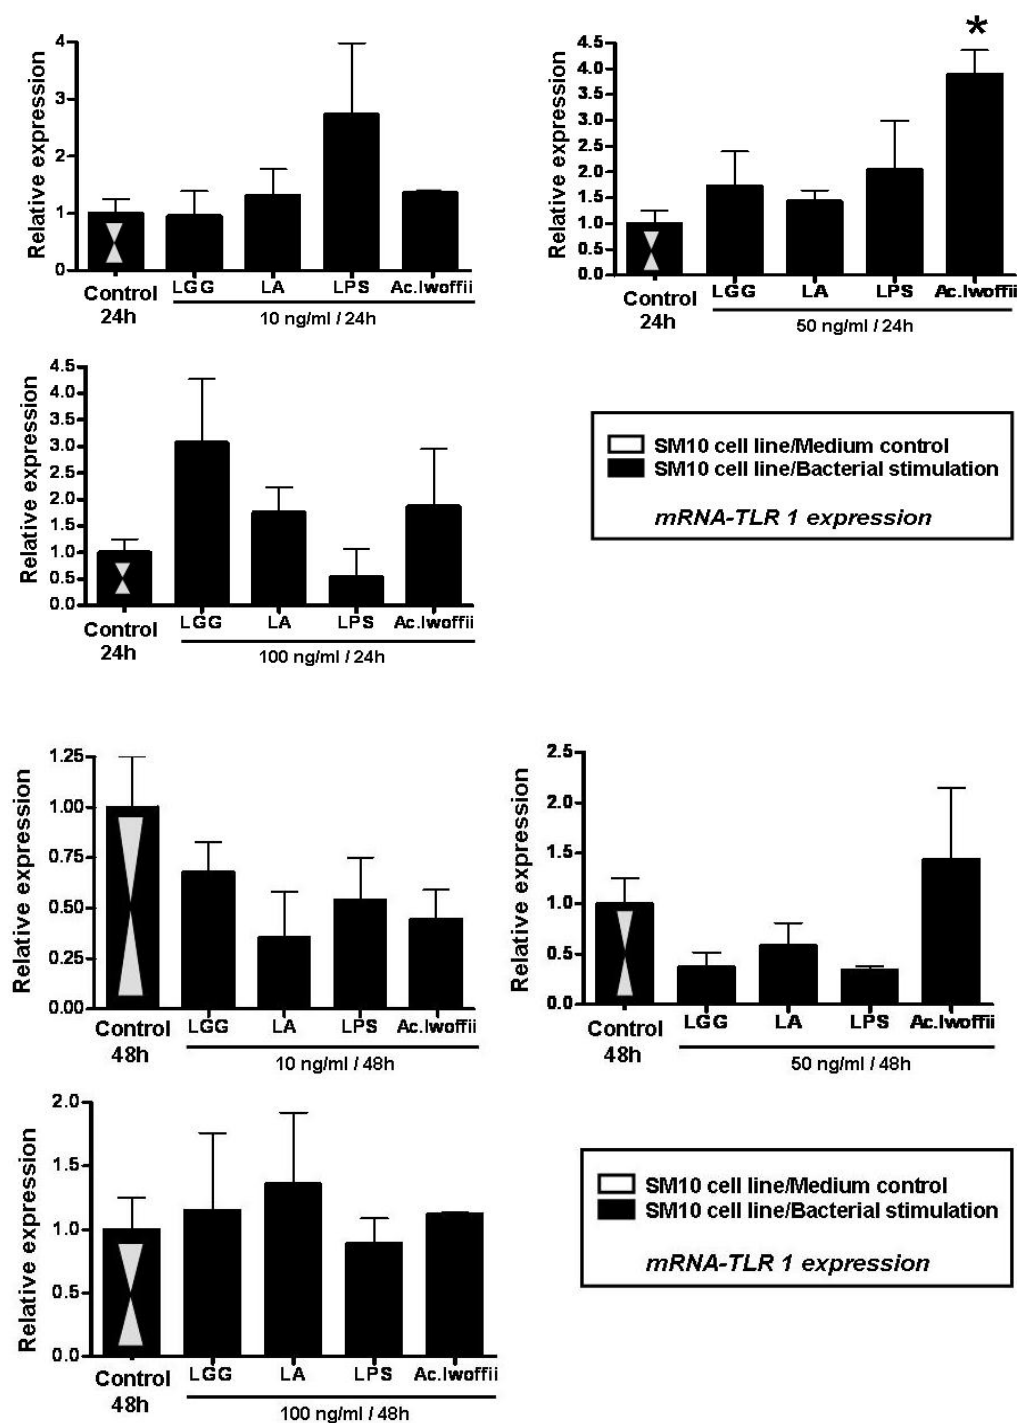 Relative expression
4
3
2
1
0
Control
24h
LGG
LA
LPS
Ac.lwoffii
10 ng/ml / 24h
*
Relative expression
4.5
4.0
3.5
3.0
2.5
2.0
1.5
1.0
0.5
0.0
Control
24h
LGG
LA
LPS
Ac.lwoffii
50 ng/ml / 24h
Relative expression
4.5
4.0
3.5
3.0
2.5
2.0
1.5
1.0
0.5
0.0
Control
24h
LGG
LA
LPS
Ac.lwoffii
100 ng/ml / 24h
SM10 cell line/Medium control
SM10 cell line/Bacterial stimulation
mRNA-TLR 1 expression
Relative expression
1.25
1.00
0.75
0.50
0.25
0.00
Control
48h
LGG
LA
LPS
Ac.lwoffii
10 ng/ml / 48h
Relative expression
2.5
2.0
1.5
1.0
0.5
0.0
Control
48h
LGG
LA
LPS
Ac.lwoffii
50 ng/ml / 48h
Relative expression
2.0
1.5
1.0
0.5
0.0
Control
48h
LGG
LA
LPS
Ac.lwoffii
100 ng/ml / 48h
SM10 cell line/Medium control
SM10 cell line/Bacterial stimulation
mRNA-TLR 1 expression